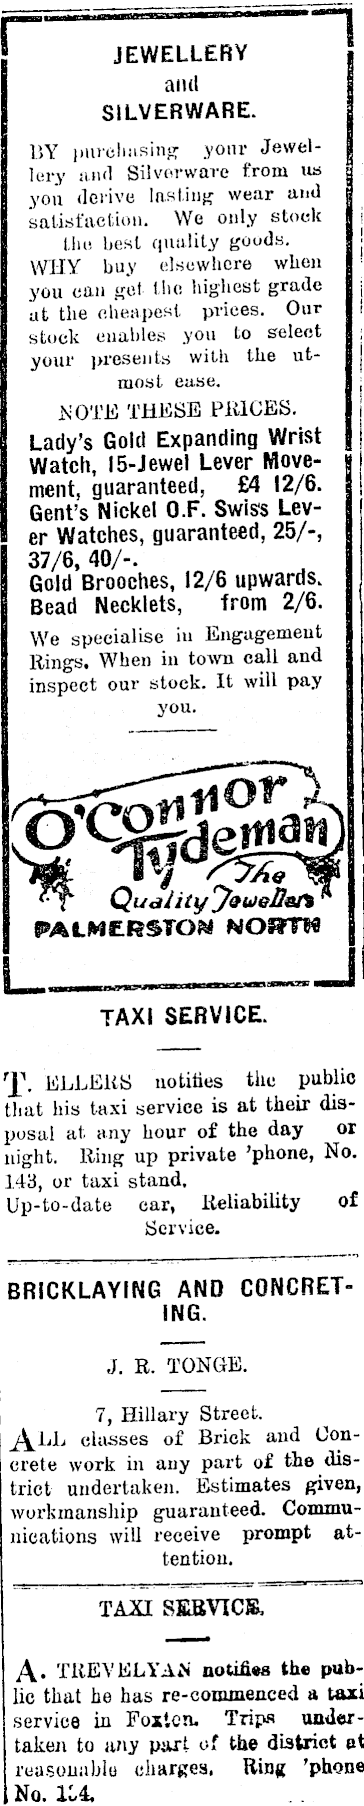 JEWELLERY
and
SILVERWARE.
BY purchasing your Jewel-
lery and Silverware from us
you derive lasting wear and
satisfaction. We only stock
the best quality goods.
WHY buy elsewhere when
you can get the highest grade
at the cheapest prices. Our
stock enables you to select
your presents with the ut-
most ease.
NOTE THESE PRICES.
Lady's Gold Expanding Wrist
Watch, 15-Jewel Lever Move-
ment, guaranteed, £4 12/6.
Gent's Nickel O.F. Swiss Lev-
er Watches, guaranteed, 25/-,
37/6, 40/-.
Gold Brooches, 12/6 upwards.
Bead Necklets, from 2/6.
We specialise in Engagement
Rings. When in town call and
inspect our stock. It will pay
you.
O'Connor
Tydeman
The
Quality Jewellers
PALMERSTON NORTH
TAXI SERVICE.
T. ELLERS notifies the public
that his taxi service is at their dis-
posal at any hour of the day or
night. Ring up private 'phone, No.
143, or taxi stand.
Up-to-date car, Reliability of
Service.
BRICKLAYING AND CONCRET-
ING.
J. R. TONGE.
7, Hillary Street.
ALL classes of Brick and Con-
crete work in any part of the dis-
trict undertaken. Estimates given,
workmanship guaranteed. Commu-
nications will receive prompt at-
tention.
TAXI SERVICE.
A. TREVELYAN notifies the pub-
lic that he has re-commenced a taxi
service in Foxton. Trips under-
taken to any part of the district at
reasonable charges. Ring 'phone
No.